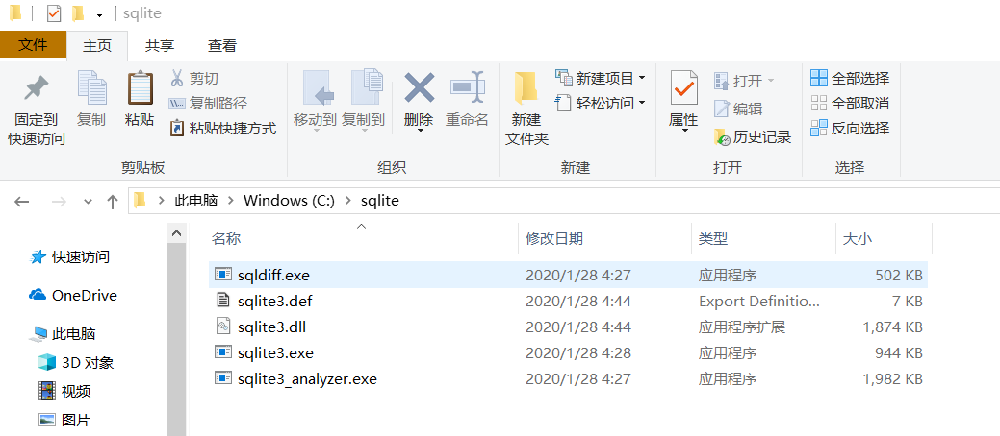 sqlite
文件 主页 共享 查看
固定到快速访问 复制 粘贴 剪切 复制路径 粘贴快捷方式
移动到 复制到 删除 重命名
新建文件夹 新建项目 轻松访问
属性 打开 编辑 历史记录
全部选择 全部取消 反向选择
剪贴板 组织 新建 打开 选择
此电脑 Windows (C:) sqlite
名称 修改日期 类型 大小
快速访问
OneDrive
此电脑
3D 对象
视频
图片
sqldiff.exe 2020/1/28 4:27 应用程序 502 KB
sqlite3.def 2020/1/28 4:44 Export Definitio... 7 KB
sqlite3.dll 2020/1/28 4:44 应用程序扩展 1,874 KB
sqlite3.exe 2020/1/28 4:28 应用程序 944 KB
sqlite3_analyzer.exe 2020/1/28 4:27 应用程序 1,982 KB